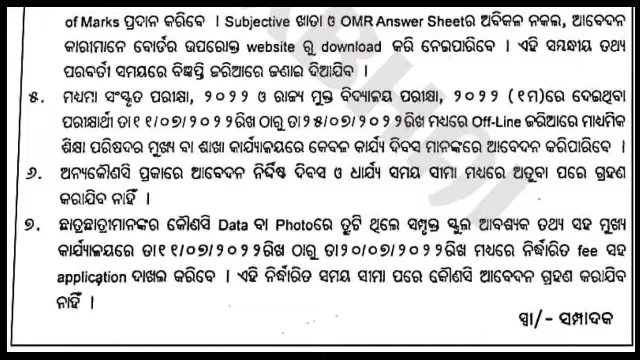 of Marks ପ୍ରଦାନ କରିବେ । Subjective ଖାତା ଓ OMR Answer Sheetର ଅବିକଳ ନକଲ, ଆବେଦନ
କାରୀମାନେ ବୋର୍ଡର ଉପରୋକ୍ତ website ରୁ download କରି ନେଇପାରିବେ । ଏହି ସମ୍ବନ୍ଧୀୟ ତଥ୍ୟ
ପରବର୍ତୀ ସମୟରେ ବିଜ୍ଞପ୍ତି ଜରିଆରେ ଜଣାଇ ଦିଆଯିବ ।
୫. ମଧ୍ୟମା ସଂସ୍କୃତ ପରୀକ୍ଷା, ୨୦୨୨ ଓ ରାଜ୍ୟ ମୁକ୍ତ ବିଦ୍ୟାଳୟ ପରୀକ୍ଷା, ୨୦୨୨ (୧ମ)ରେ ଦେଇଥିବା
ପରୀକ୍ଷାର୍ଥୀ ତା୧୧/୦୭/୨୦୨୨ରିଖ ଠାରୁ ତା୨୫/୦୭/୨୦୨୨ରିଖ ମଧ୍ୟରେ Off-Line ଜରିଆରେ ମାଧ୍ୟମିକ
ଶିକ୍ଷା ପରିଷଦର ମୁଖ୍ୟ ବା ଶାଖା କାର୍ଯ୍ୟାଳୟରେ କେବଳ କାର୍ଯ୍ୟ ଦିବସ ମାନଙ୍କରେ ଆବେଦନ କରିପାରିବେ ।
୬. ଅନ୍ୟକୌଣସି ପ୍ରକାରେ ଆବେଦନ ନିର୍ଦ୍ଦିଷ୍ଟ ଦିବସ ଓ ଧାର୍ଯ୍ୟ ସମୟ ସୀମା ମଧ୍ୟରେ ଅତୁବା ପରେ ଗ୍ରହଣ
କରାଯିବ ନାହିଁ ।
୭. ଛାତ୍ରଛାତ୍ରୀମାନଙ୍କର କୌଣସି Data ବା Photoରେ ତ୍ରୁଟି ଥିଲେ ସମ୍ପୃକ୍ତ ସ୍କୁଲ ଆବଶ୍ୟକ ତଥ୍ୟ ସହ ମୁଖ୍ୟ
କାର୍ଯ୍ୟାଳୟରେ ତା୧୧/୦୭/୨୦୨୨ରିଖ ଠାରୁ ତା୨୦/୦୭/୨୦୨୨ରିଖ ମଧ୍ୟରେ ନିର୍ଦ୍ଧାରିତ fee ସହ
application ଦାଖଲ କରିବେ । ଏହି ନିର୍ଦ୍ଧାରିତ ସମୟ ସୀମା ପରେ କୌଣସି ଆବେଦନ ଗ୍ରହଣ କରାଯିବ
ନାହିଁ ।
ସ୍ୱା/- ସମ୍ପାଦକ